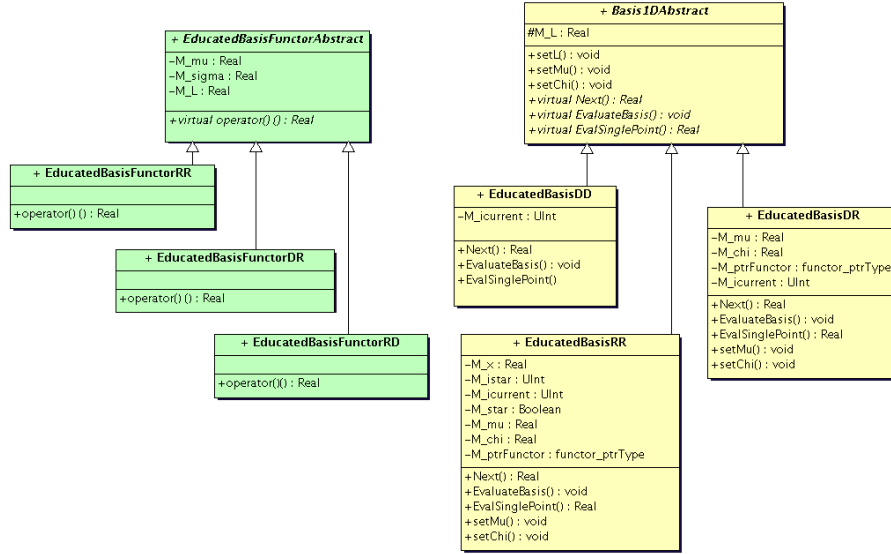 + EducatedBasisFunctorAbstract
-M_mu : Real
-M_sigma : Real
-M_L : Real
+virtual operator() () : Real
+ EducatedBasisFunctorRR
+operator() () : Real
+ EducatedBasisFunctorDR
+operator() () : Real
+ EducatedBasisFunctorRD
+operator()() : Real
+ Basis1DAbstract
#M_L : Real
+setL() : void
+setMu() : void
+setChi() : void
+virtual Next() : Real
+virtual EvaluateBasis() : void
+virtual EvalSinglePoint() : Real
+ EducatedBasisDD
-M_icurrent : UInt
+Next() : Real
+EvaluateBasis() : void
+EvalSinglePoint()
+ EducatedBasisDR
-M_mu : Real
-M_chi : Real
-M_ptrFunctor : functor_ptrType
-M_icurrent : UInt
+Next() : Real
+EvaluateBasis() : void
+EvalSinglePoint() : Real
+setMu() : void
+setChi() : void
+ EducatedBasisRR
-M_x : Real
-M_istar : UInt
-M_icurrent : UInt
-M_star : Boolean
-M_mu : Real
-M_chi : Real
-M_ptrFunctor : functor_ptrType
+Next() : Real
+EvaluateBasis() : void
+EvalSinglePoint() : Real
+setMu() : void
+setChi() : void